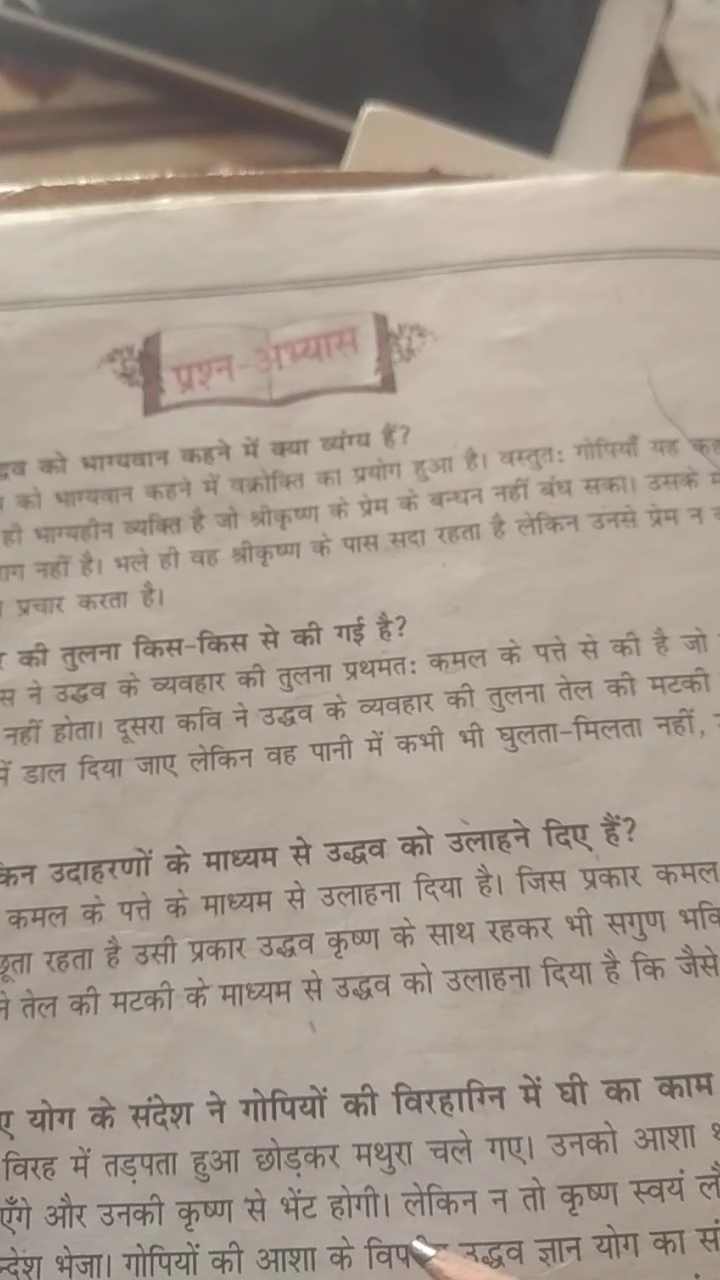 प्रश्न-अभ्यास
को भाग्यवान कहने में क्या व्यंग्य है?
को भाग्यवान कहने में वक्रोक्ति का प्रयोग हुआ है। वस्तुतः गोपियाँ यह
ही भाग्यहीन व्यक्ति है जो श्रीकृष्ण के प्रेम के बन्धन नहीं बंध सका। उसके
नहीं है। भले ही वह श्रीकृष्ण के पास सदा रहता है लेकिन उनसे प्रेम न
प्रचार करता है।
की तुलना किस-किस से की गई है?
ने उद्धव के व्यवहार की तुलना प्रथमतः कमल के पत्ते से की है जो
नहीं होता। दूसरा कवि ने उद्धव के व्यवहार की तुलना तेल की मटकी
में डाल दिया जाए लेकिन वह पानी में कभी भी घुलता-मिलता नहीं,
उदाहरणों के माध्यम से उद्धव को उलाहने दिए हैं?
कमल के पत्ते के माध्यम से उलाहना दिया है। जिस प्रकार कमल
रहता है उसी प्रकार उद्धव कृष्ण के साथ रहकर भी सगुण
तेल की मटकी के माध्यम से उद्धव को उलाहना दिया है कि जैसे
योग के संदेश ने गोपियों की विरहाग्नि में घी का काम
विरह में तड़पता हुआ छोड़कर मथुरा चले गए। उनको आशा
और उनकी कृष्ण से भेंट होगी। लेकिन न तो कृष्ण स्वयं
भेजा। गोपियों की आशा के उद्धव ज्ञान योग का